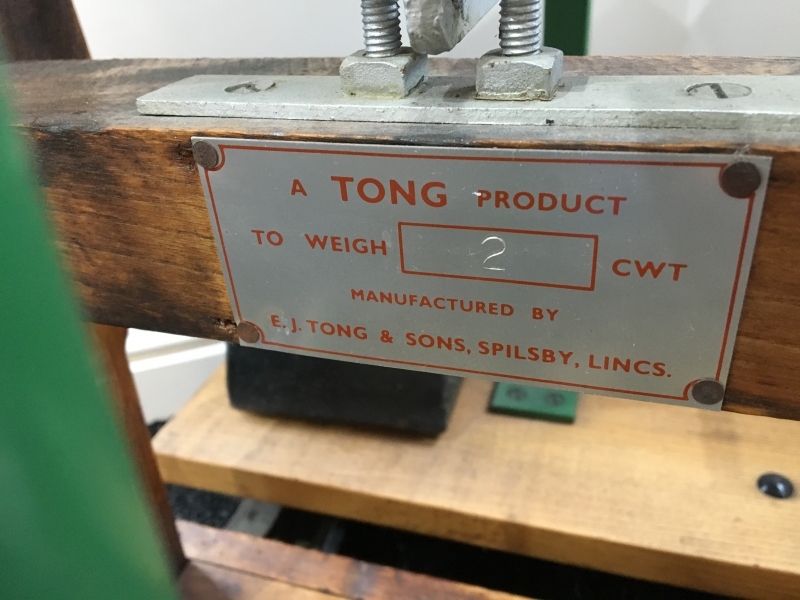 A TONG PRODUCT
TO WEIGH 2 CWT
MANUFACTURED BY
E. J. TONG & SONS, SPILSBY, LINCS.